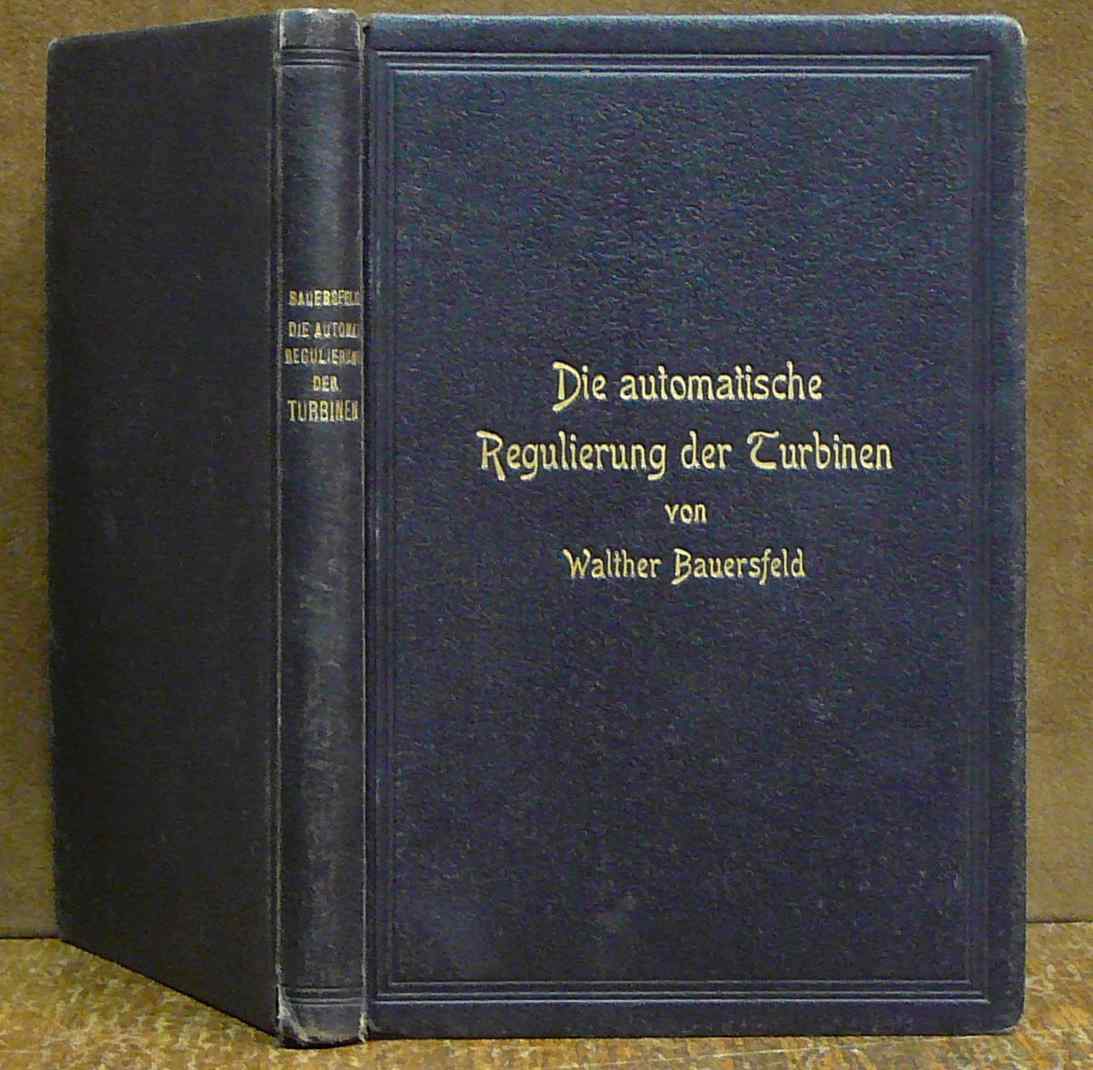 BAUERSFELD
DIE AUTOMAT
REGULIERUNG
DER
TURBINEN
Die automatische
Regulierung der Turbinen
von
Walther Bauersfeld